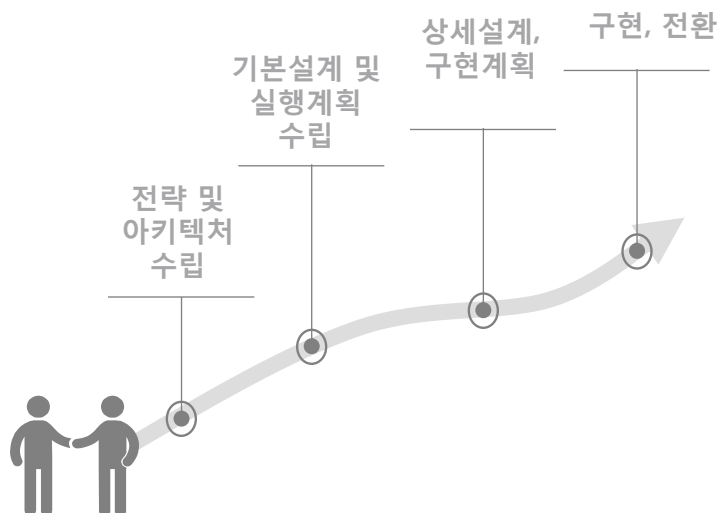 전략 및
아키텍처
수립
기본설계 및
실행계획
수립
상세설계,
구현계획
구현, 전환